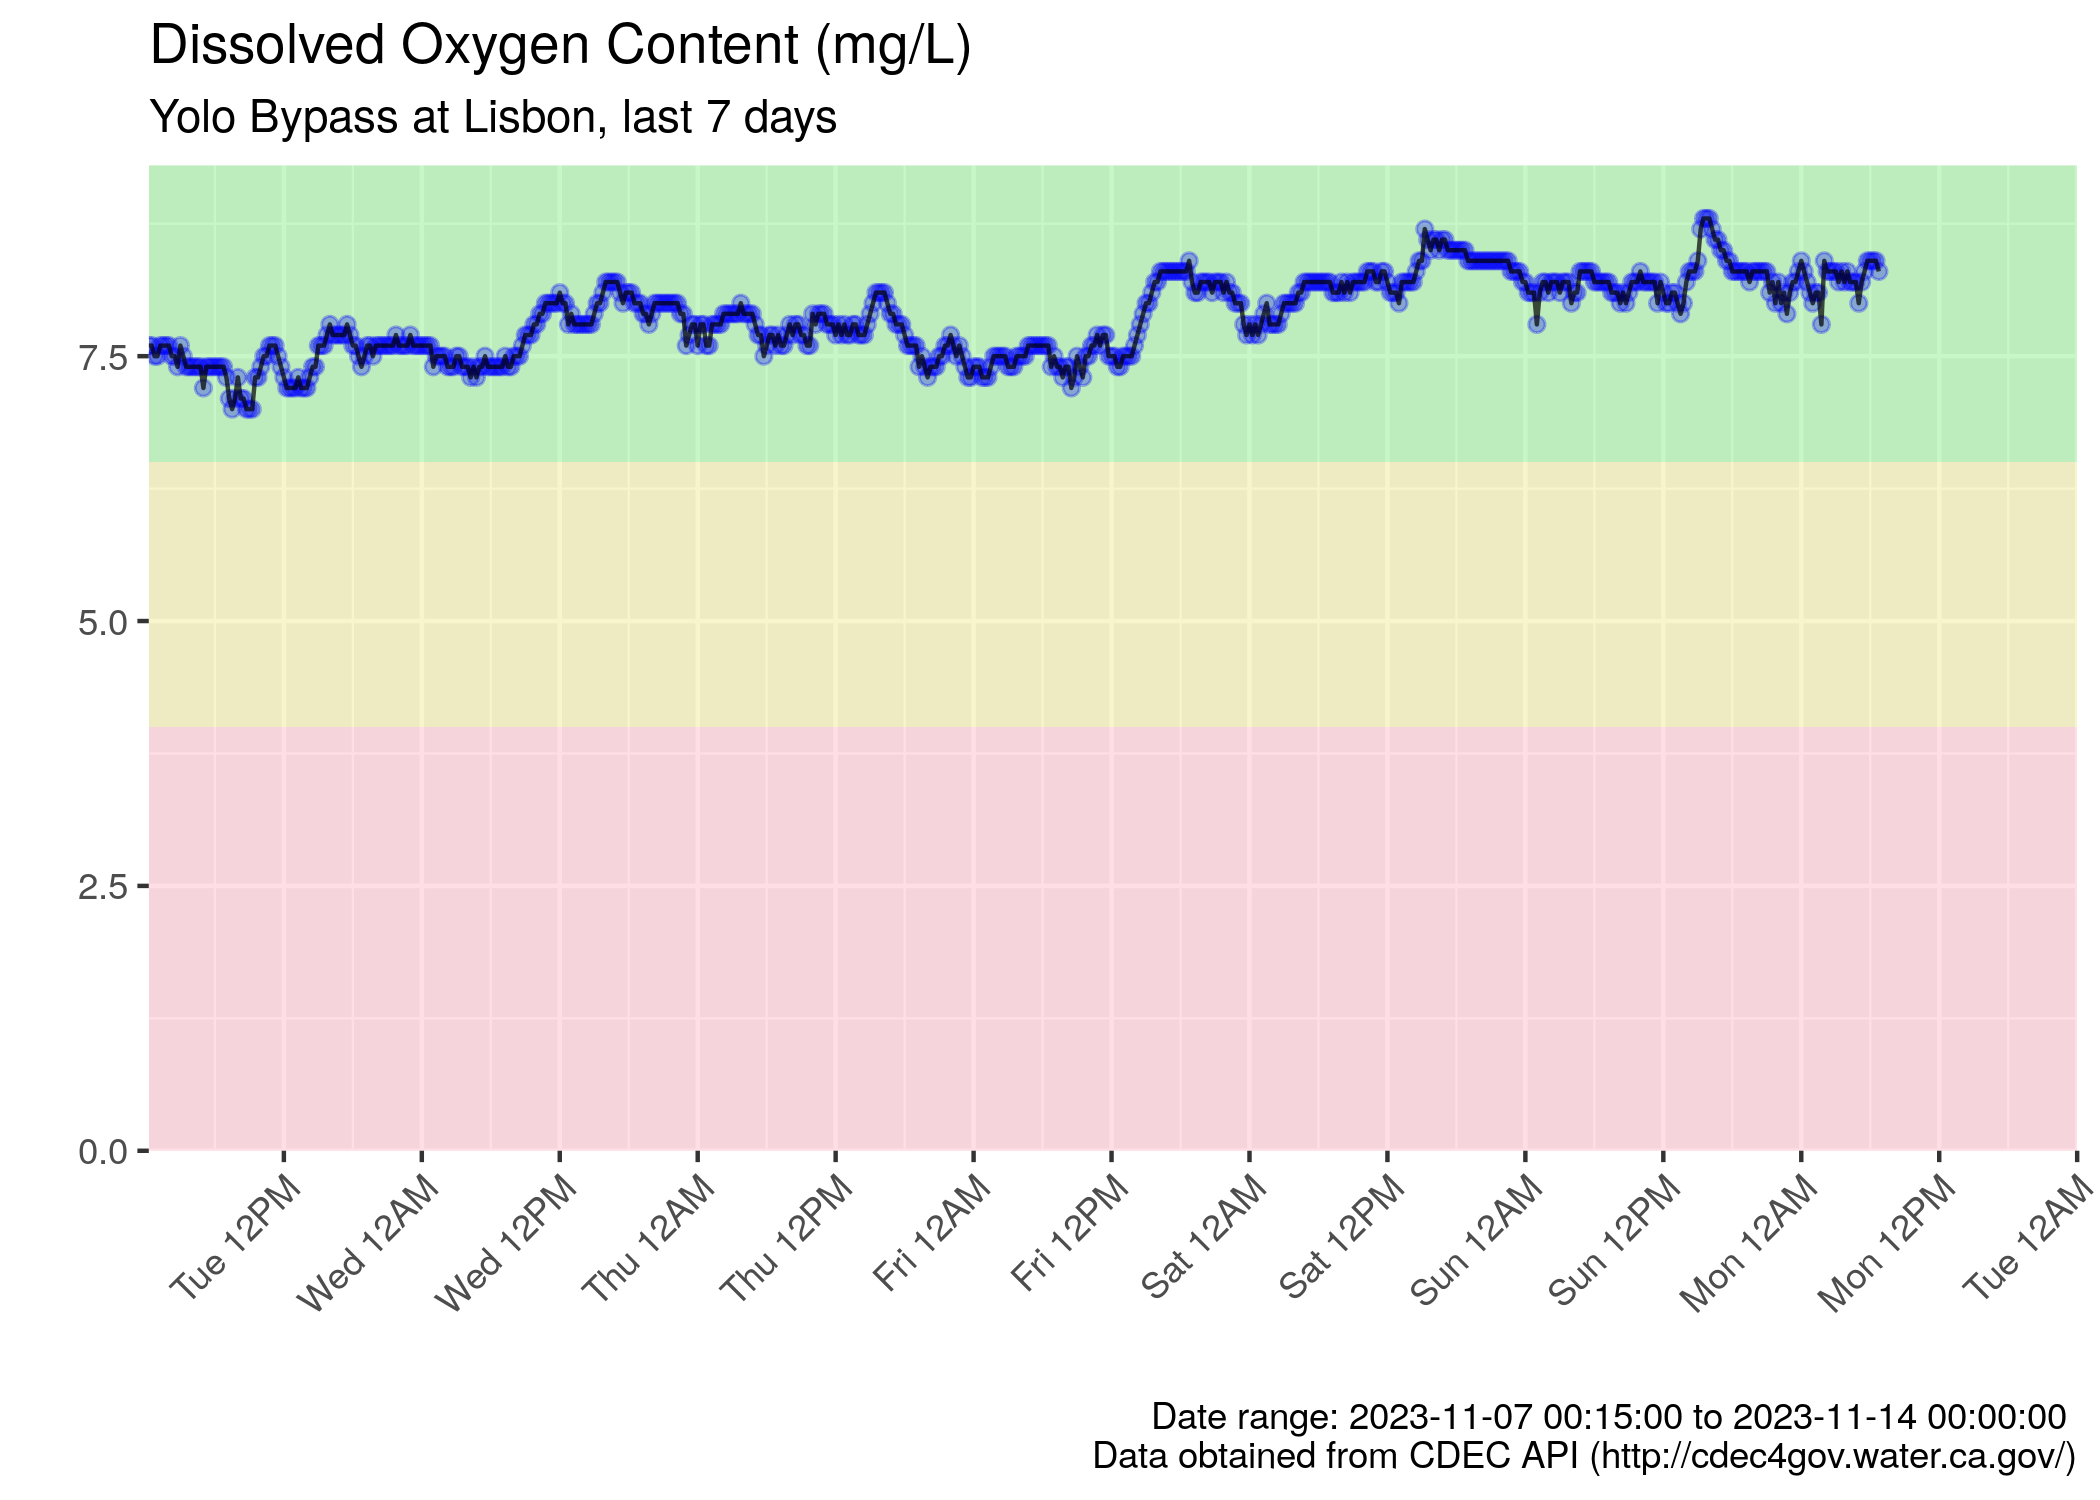 Dissolved Oxygen Content (mg/L)
Yolo Bypass at Lisbon, last 7 days
7.5
5.0
2.5
0.0
Tue 12PM
Wed 12AM
Wed 12PM
Thu 12AM
Thu 12PM
Fri 12AM
Fri 12PM
Sat 12AM
Sat 12PM
Sun 12AM
Sun 12PM
Mon 12AM
Mon 12PM
Tue 12AM
Date range: 2023-11-07 00:15:00 to 2023-11-14 00:00:00
Data obtained from CDEC API (http://cdec4gov.water.ca.gov/)